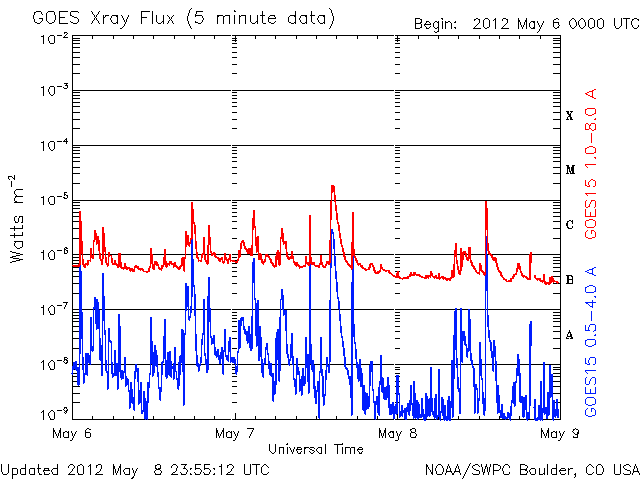 GOES Xray Flux (5 minute data)
Begin: 2012 May 6 0000 UTC
10-2
10-3
10-4
10-5
10-6
10-7
10-8
10-9
Watts m-2
X
M
C
B
A
GOES15 1.0-8.0 A
GOES15 0.5-4.0 A
May 6 May 7 May 8 May 9
Universal Time
Updated 2012 May 8 23:55:12 UTC
NOAA/SWPC Boulder, CO USA